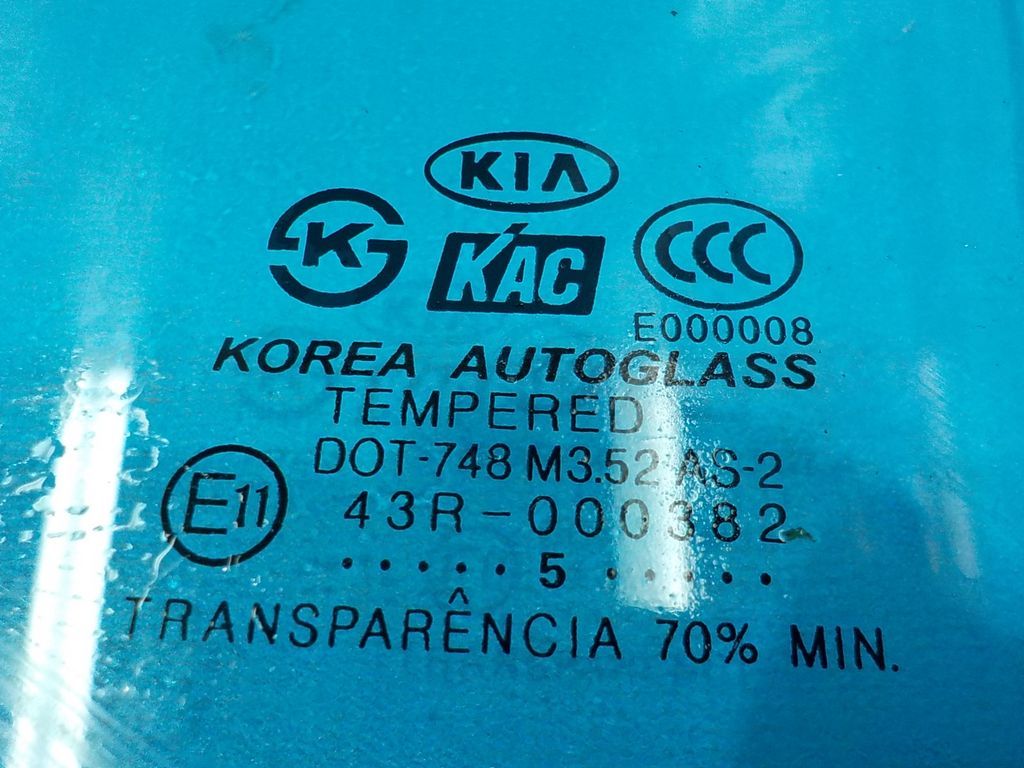 KIA
K
KAC
CCC
E000008
KOREA AUTOGLASS
TEMPERED
DOT-748 M3.52 AS-2
E11
43R-000382
.....5.....
TRANSPARÊNCIA 70% MIN.